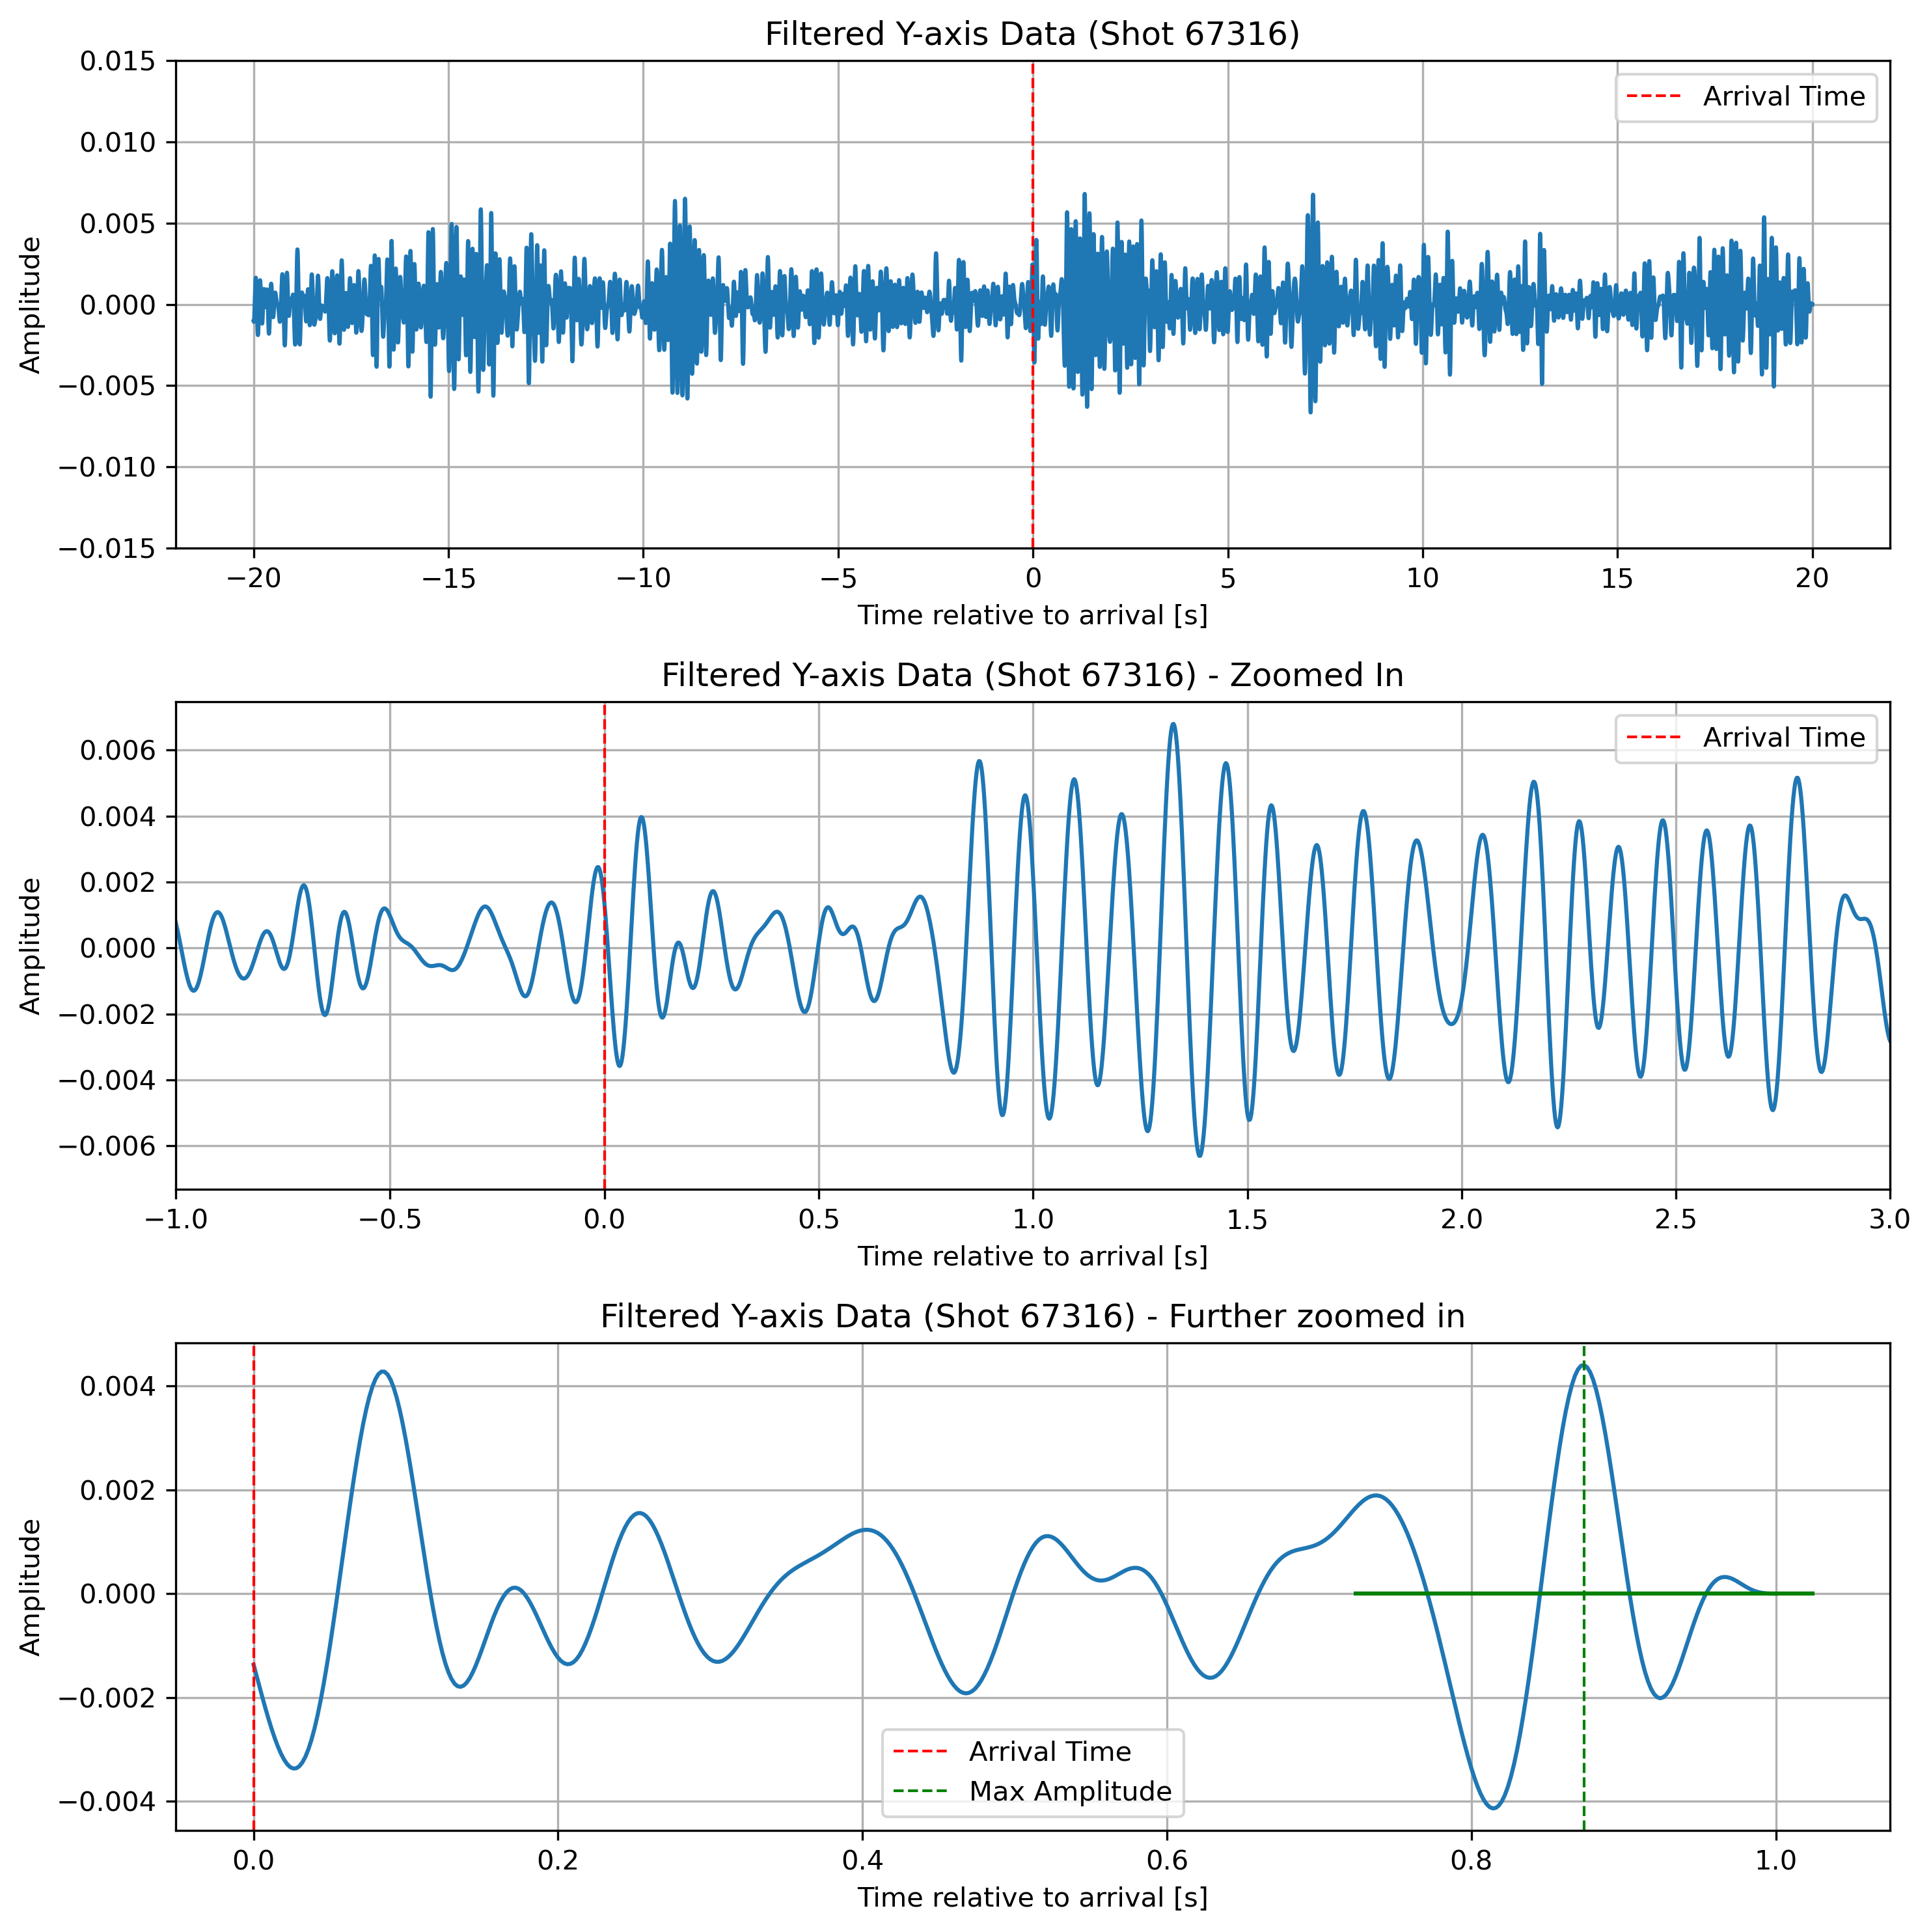 Filtered Y-axis Data (Shot 67316)
0.015
0.010
0.005
0.000
−0.005
−0.010
−0.015
Amplitude
Arrival Time
−20 −15 −10 −5 0 5 10 15 20
Time relative to arrival [s]
Filtered Y-axis Data (Shot 67316) - Zoomed In
0.006
0.004
0.002
0.000
−0.002
−0.004
−0.006
Amplitude
Arrival Time
−1.0 −0.5 0.0 0.5 1.0 1.5 2.0 2.5 3.0
Time relative to arrival [s]
Filtered Y-axis Data (Shot 67316) - Further zoomed in
0.004
0.002
0.000
−0.002
−0.004
Amplitude
Arrival Time
Max Amplitude
0.0 0.2 0.4 0.6 0.8 1.0
Time relative to arrival [s]